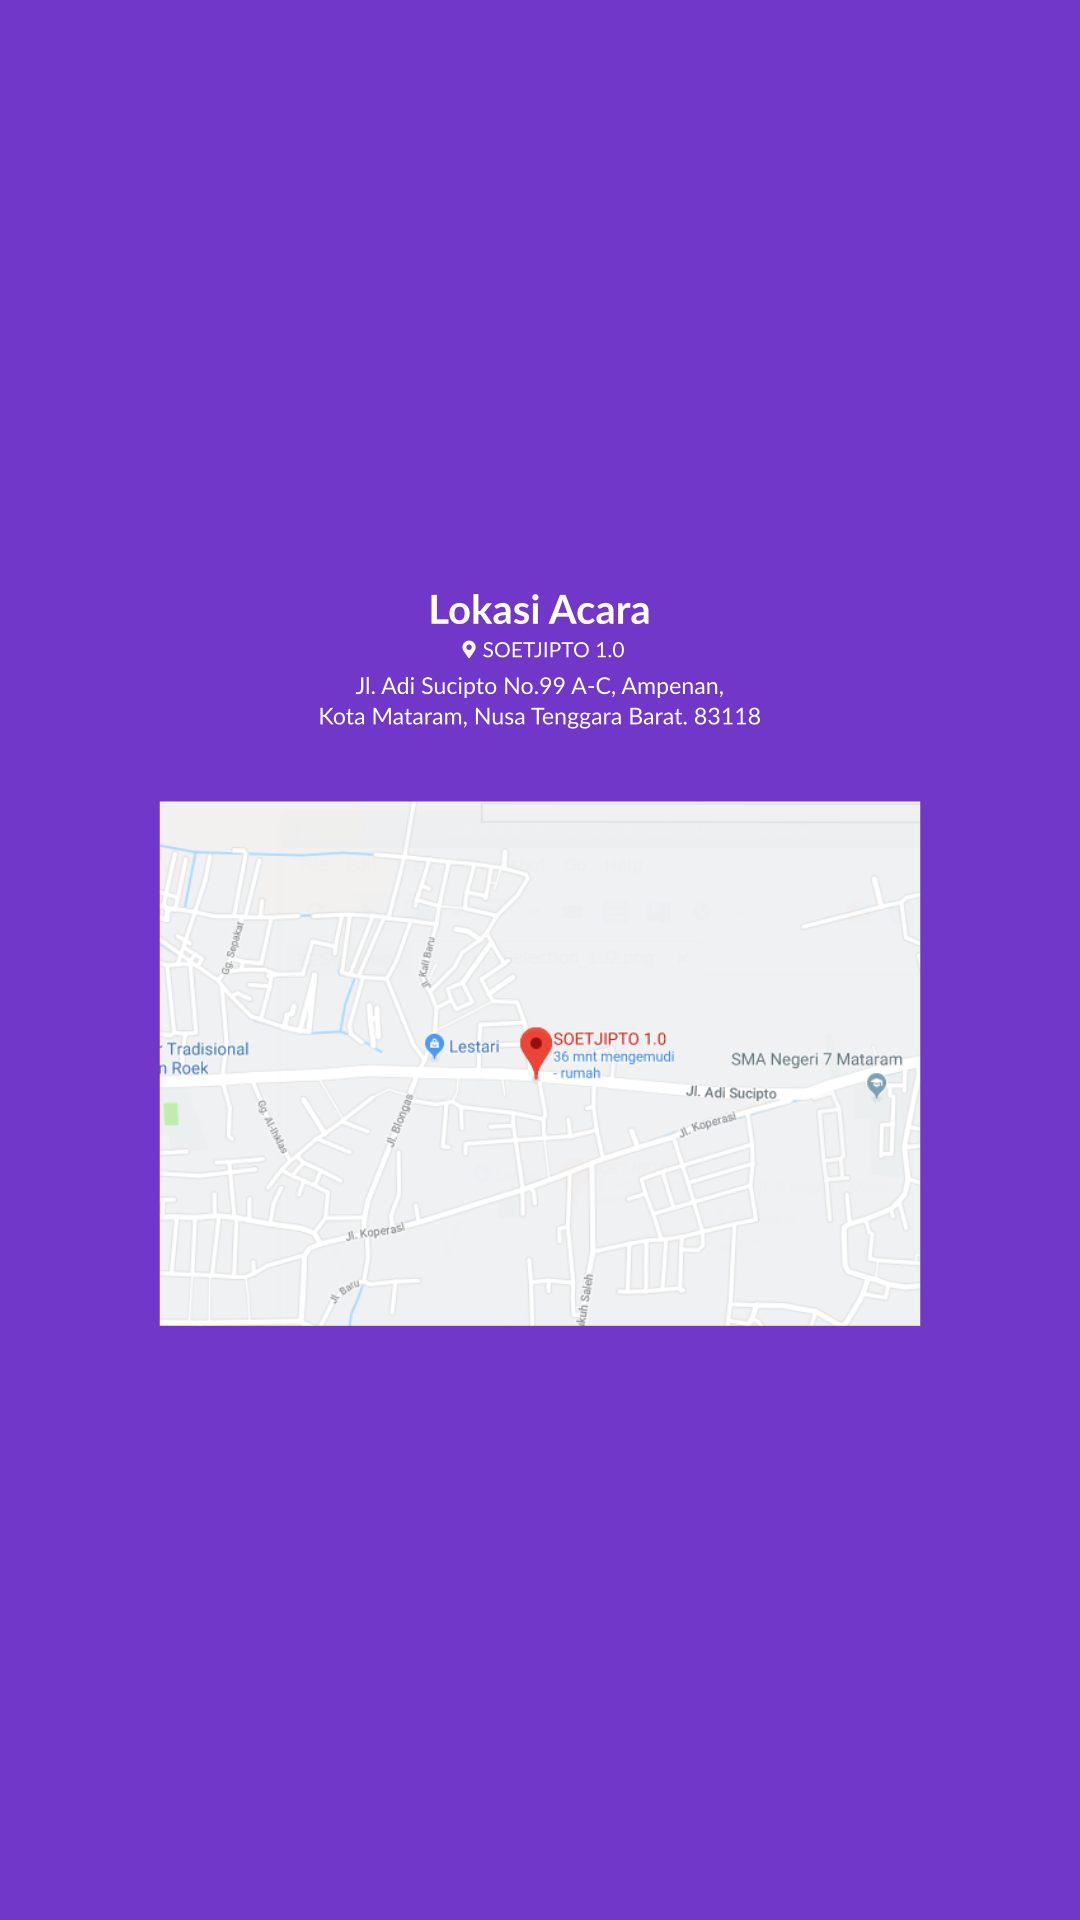 Lokasi Acara
SOETJIPTO 1.0
Jl. Adi Sucipto No.99 A-C, Ampenan,
Kota Mataram, Nusa Tenggara Barat. 83118
Gg. Sepakat
Jl. Kali Baru
Tradisional
Roek
Lestari
SOETJIPTO 1.0
36 mnt mengemudi
- rumah
SMA Negeri 7 Mataram
Jl. Adi Sucipto
Gg. Al-Ihklas
Jl. Blongas
Jl. Koperasi
Jl. Koperasi
Jl. Baru
kuh Saleh